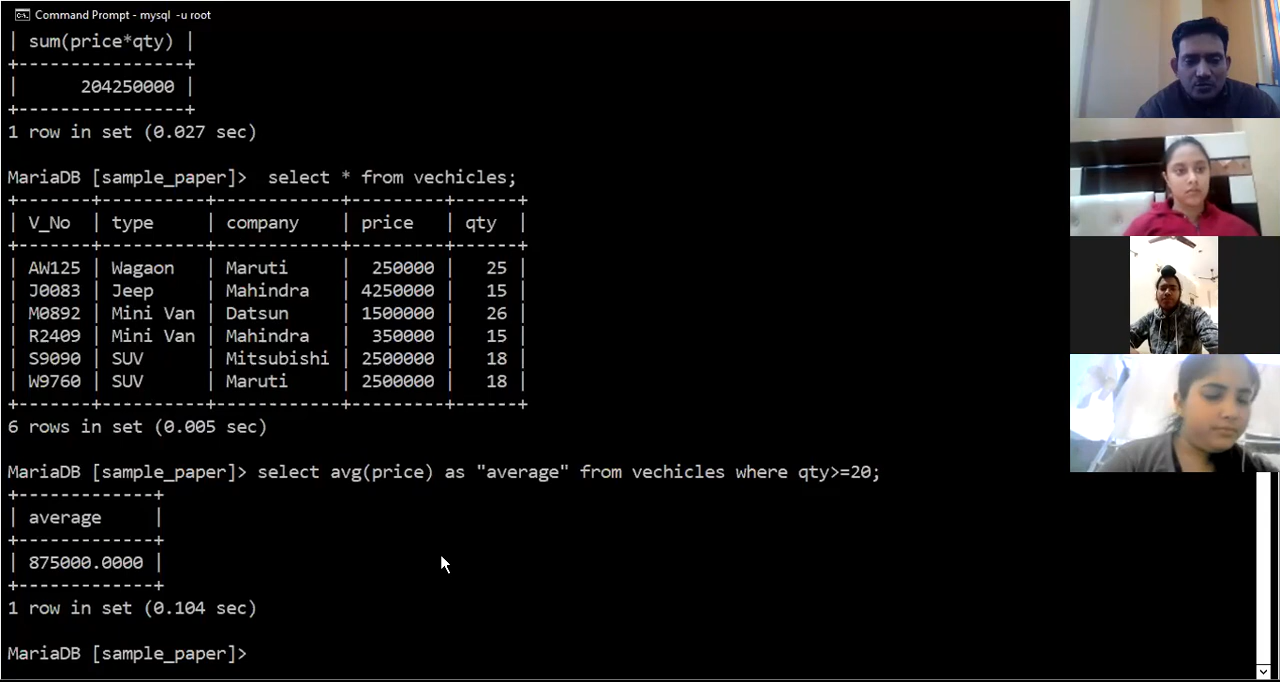 Command Prompt - mysql -u root
| sum(price*qty) |
+----------------+
|      204250000 |
+----------------+
1 row in set (0.027 sec)
MariaDB [sample_paper]>  select * from vechicles;
+-------+----------+------------+---------+------+
| V_No  | type     | company    | price   | qty  |
+-------+----------+------------+---------+------+
| AW125 | Wagaon   | Maruti     |  250000 |   25 |
| J0083 | Jeep     | Mahindra   | 4250000 |   15 |
| M0892 | Mini Van | Datsun     | 1500000 |   26 |
| R2409 | Mini Van | Mahindra   |  350000 |   15 |
| S9090 | SUV      | Mitsubishi | 2500000 |   18 |
| W9760 | SUV      | Maruti     | 2500000 |   18 |
+-------+----------+------------+---------+------+
6 rows in set (0.005 sec)
MariaDB [sample_paper]> select avg(price) as "average" from vechicles where qty>=20;
+-------------+
| average     |
+-------------+
| 875000.0000 |
+-------------+
1 row in set (0.104 sec)
MariaDB [sample_paper]>